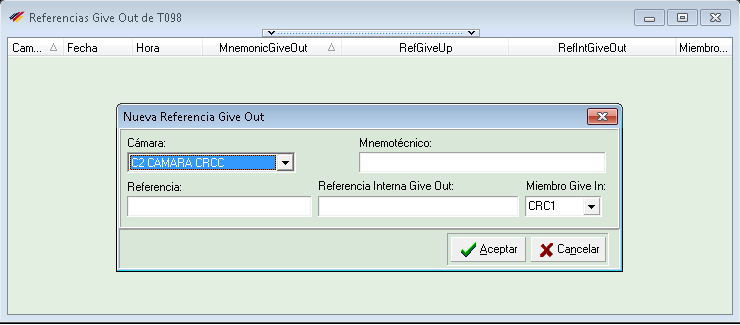 Referencias Give Out de T098
Cam... Fecha Hora MnemonicGiveOut RefGiveUp RefIntGiveOut Miembro...
Nueva Referencia Give Out
Cámara: Mnemotécnico:
C2 CAMARA CRCC
Referencia: Referencia Interna Give Out: Miembro Give In:
CRC1
Aceptar Cancelar